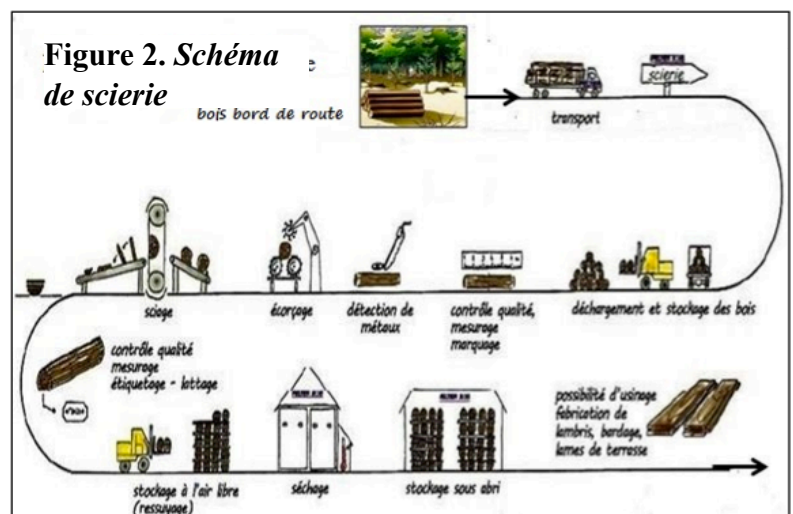 Figure 2. Schéma
de scierie
bois bord de route
transport
scierie
sciage
écorçage
détection de
métaux
contrôle qualité,
mesurage
marquage
déchargement et stockage des bois
contrôle qualité
mesurage
étiquetage - lattage
stockage à l'air libre
(ressuyage)
séchage
stockage sous abri
possibilité d'usinage
fabrication de
lambris, bardage,
lames de terrasse